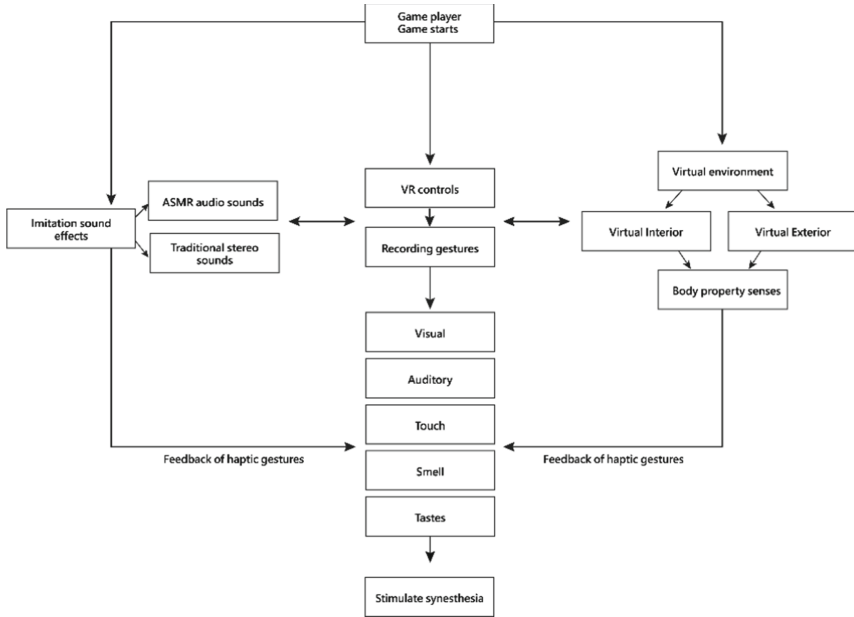 Game player
Game starts
Virtual environment
VR controls
ASMR audio sounds
Imitation sound
effects
Traditional stereo
sounds
Recording gestures
Virtual Interior
Virtual Exterior
Body property senses
Visual
Auditory
Touch
Feedback of haptic gestures
Feedback of haptic gestures
Smell
Tastes
Stimulate synesthesia